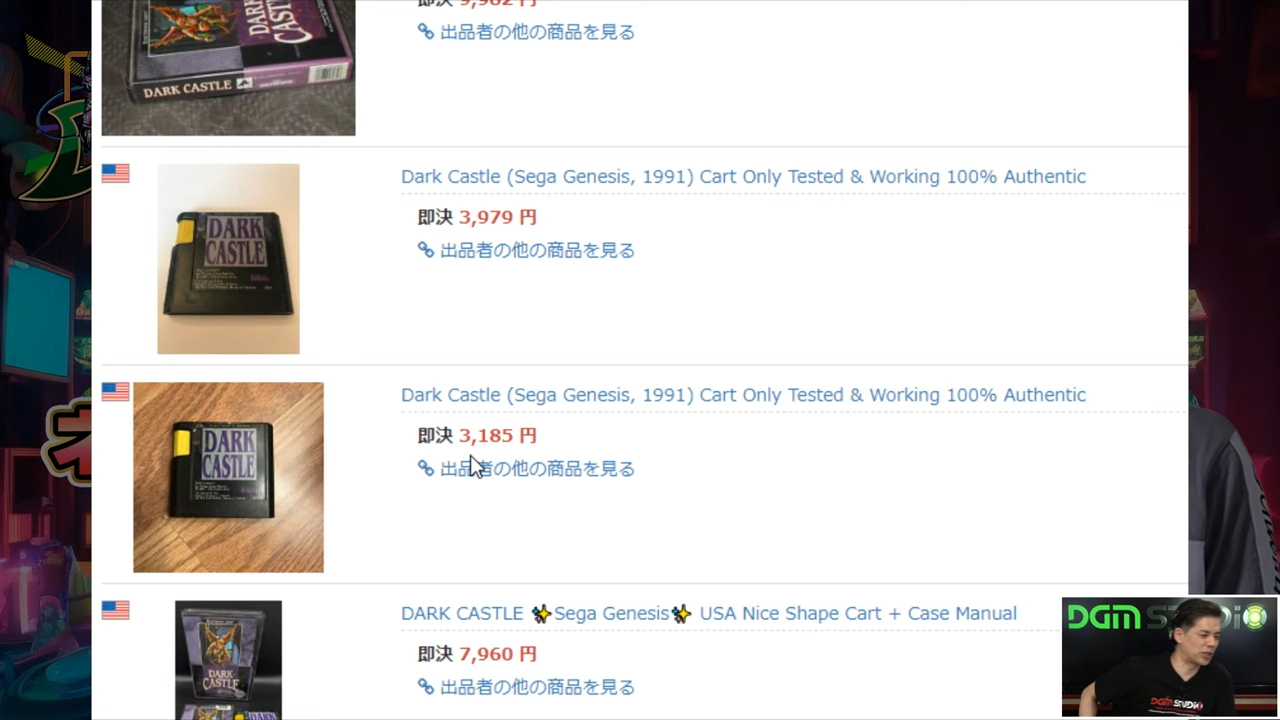 DARK CASTLE
出品者の他の商品を見る
Dark Castle (Sega Genesis, 1991) Cart Only Tested & Working 100% Authentic
DARK
CASTLE
即決 3,979 円
出品者の他の商品を見る
Dark Castle (Sega Genesis, 1991) Cart Only Tested & Working 100% Authentic
DARK
CASTLE
即決 3,185 円
出品者の他の商品を見る
DARK CASTLE ✨Sega Genesis✨ USA Nice Shape Cart + Case Manual
DARK
CASTLE
即決 7,960 円
出品者の他の商品を見る
DARK
DGM STUDIO
DGM STUDIO